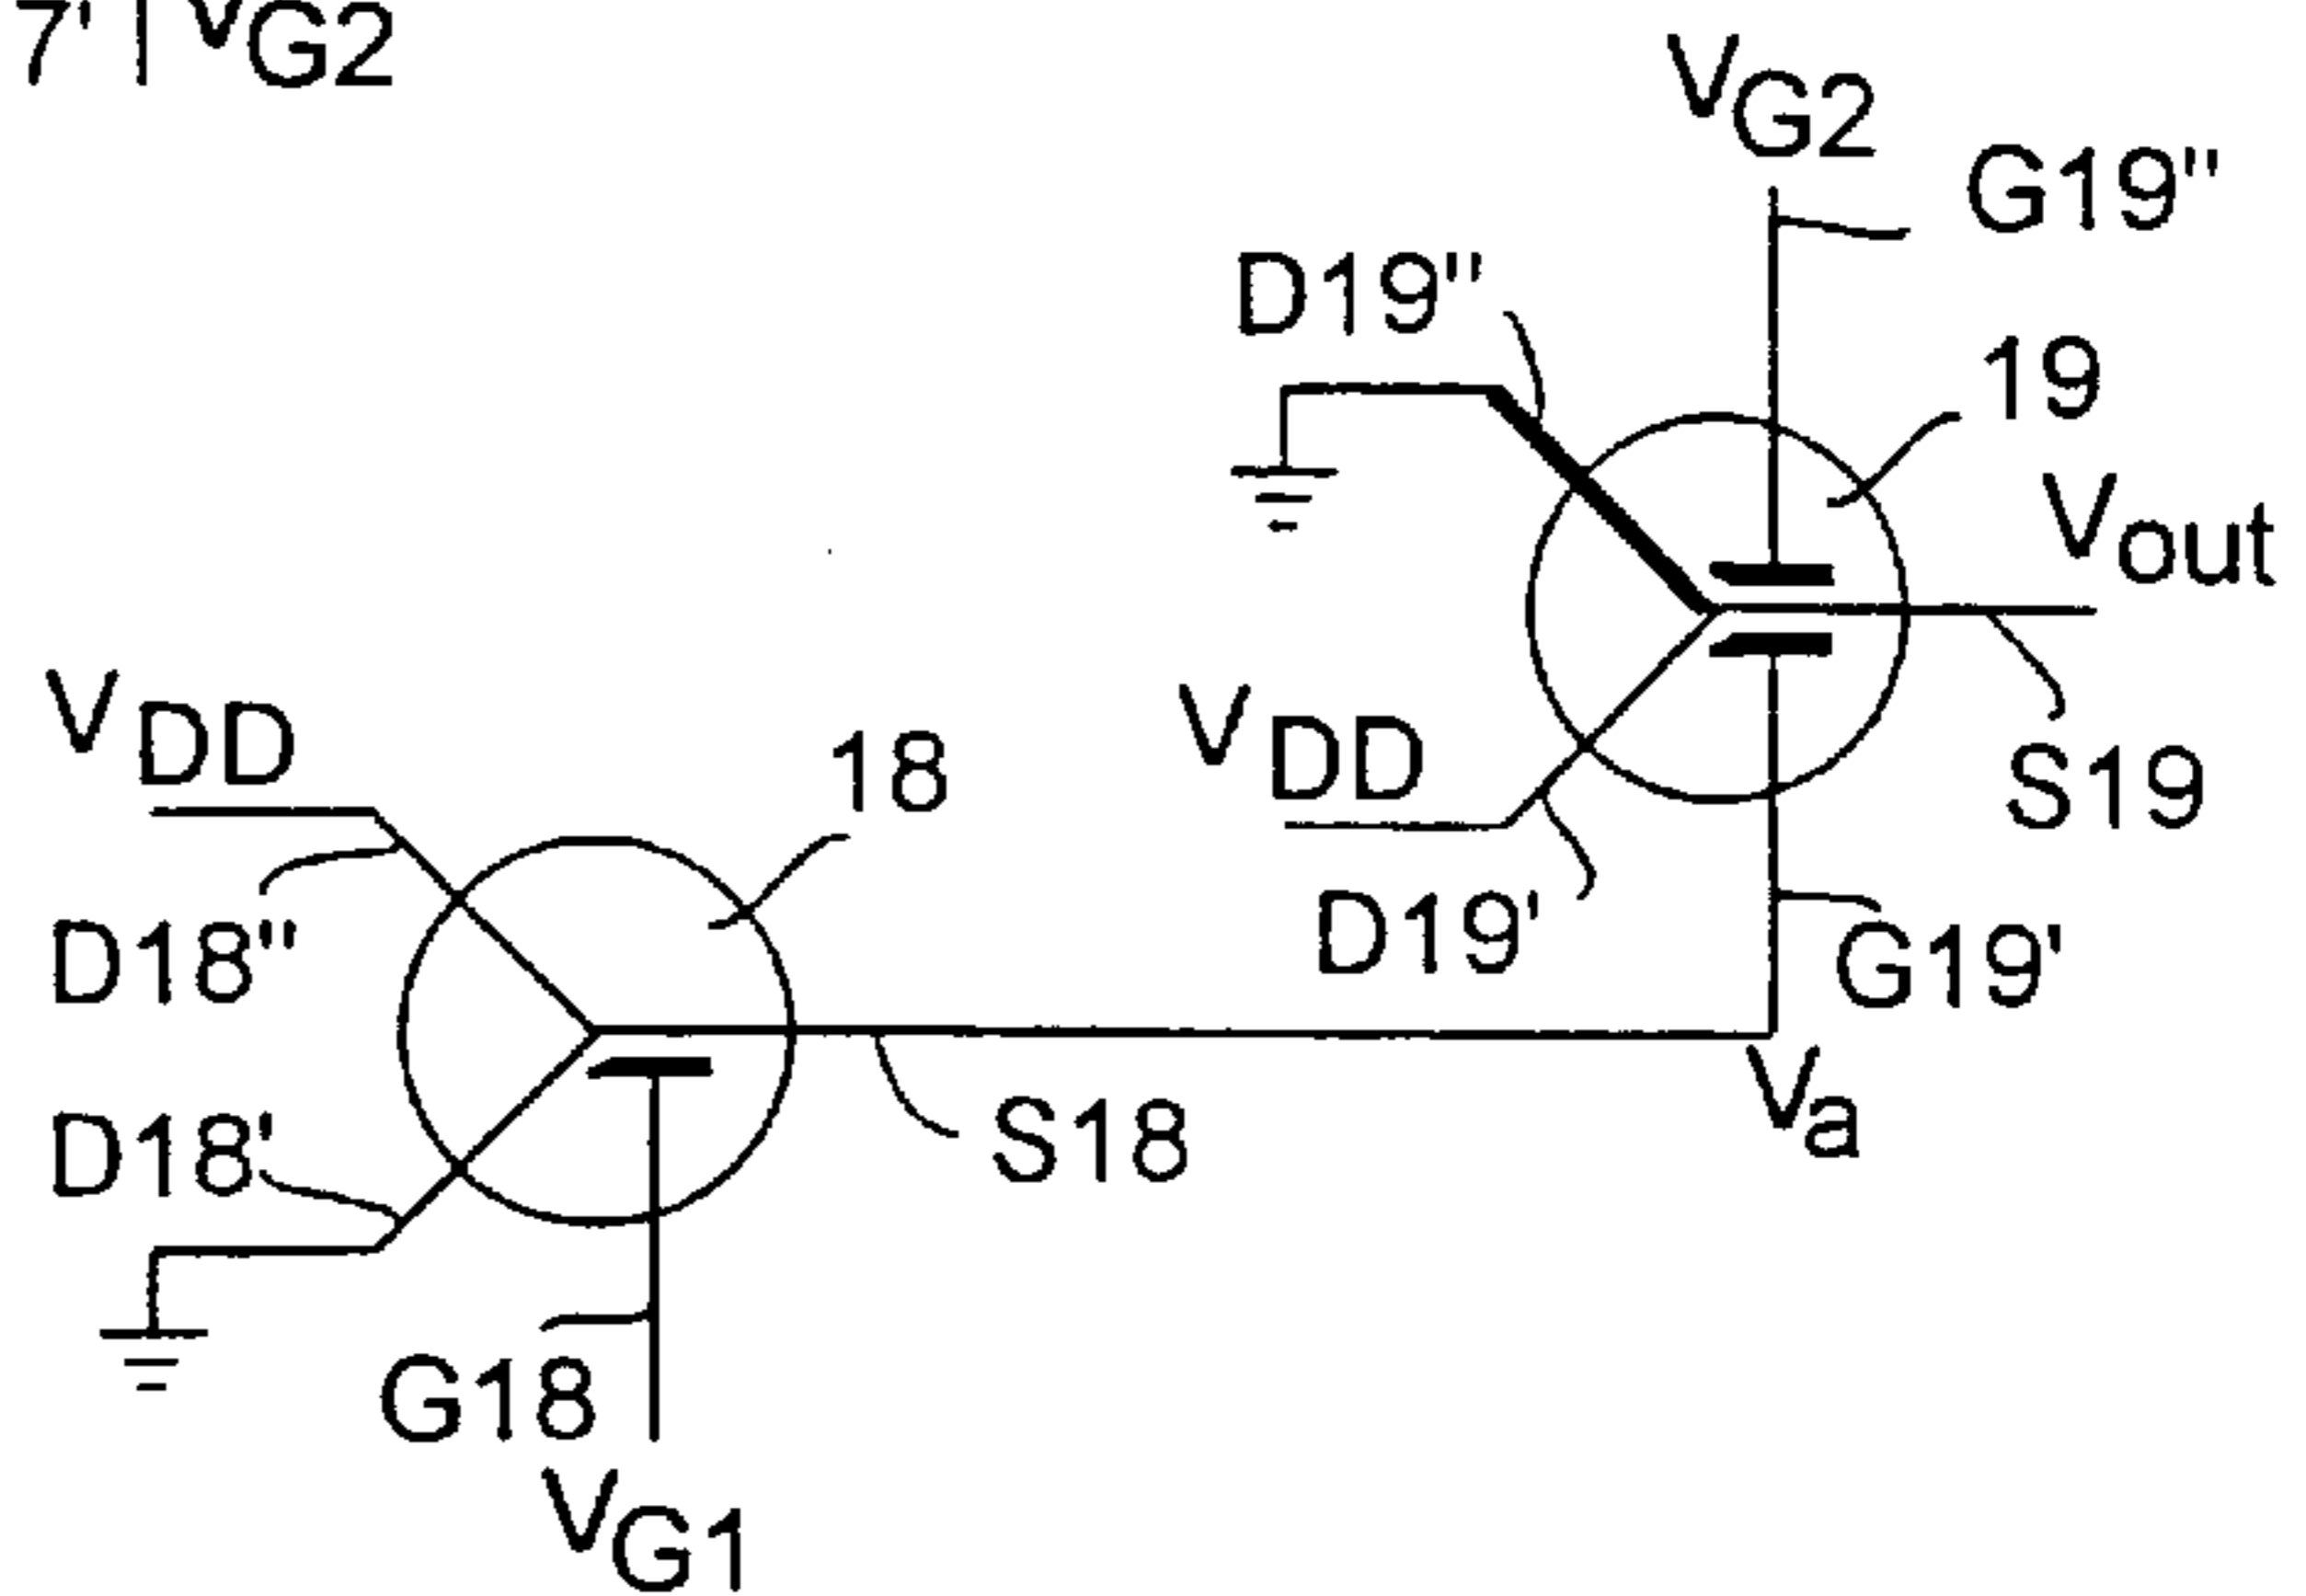 7' VG2
VG2
G19"
D19"
19
Vout
VDD
18
VDD
S19
D18"
D19'
G19'
D18'
S18
Va
G18
VG1